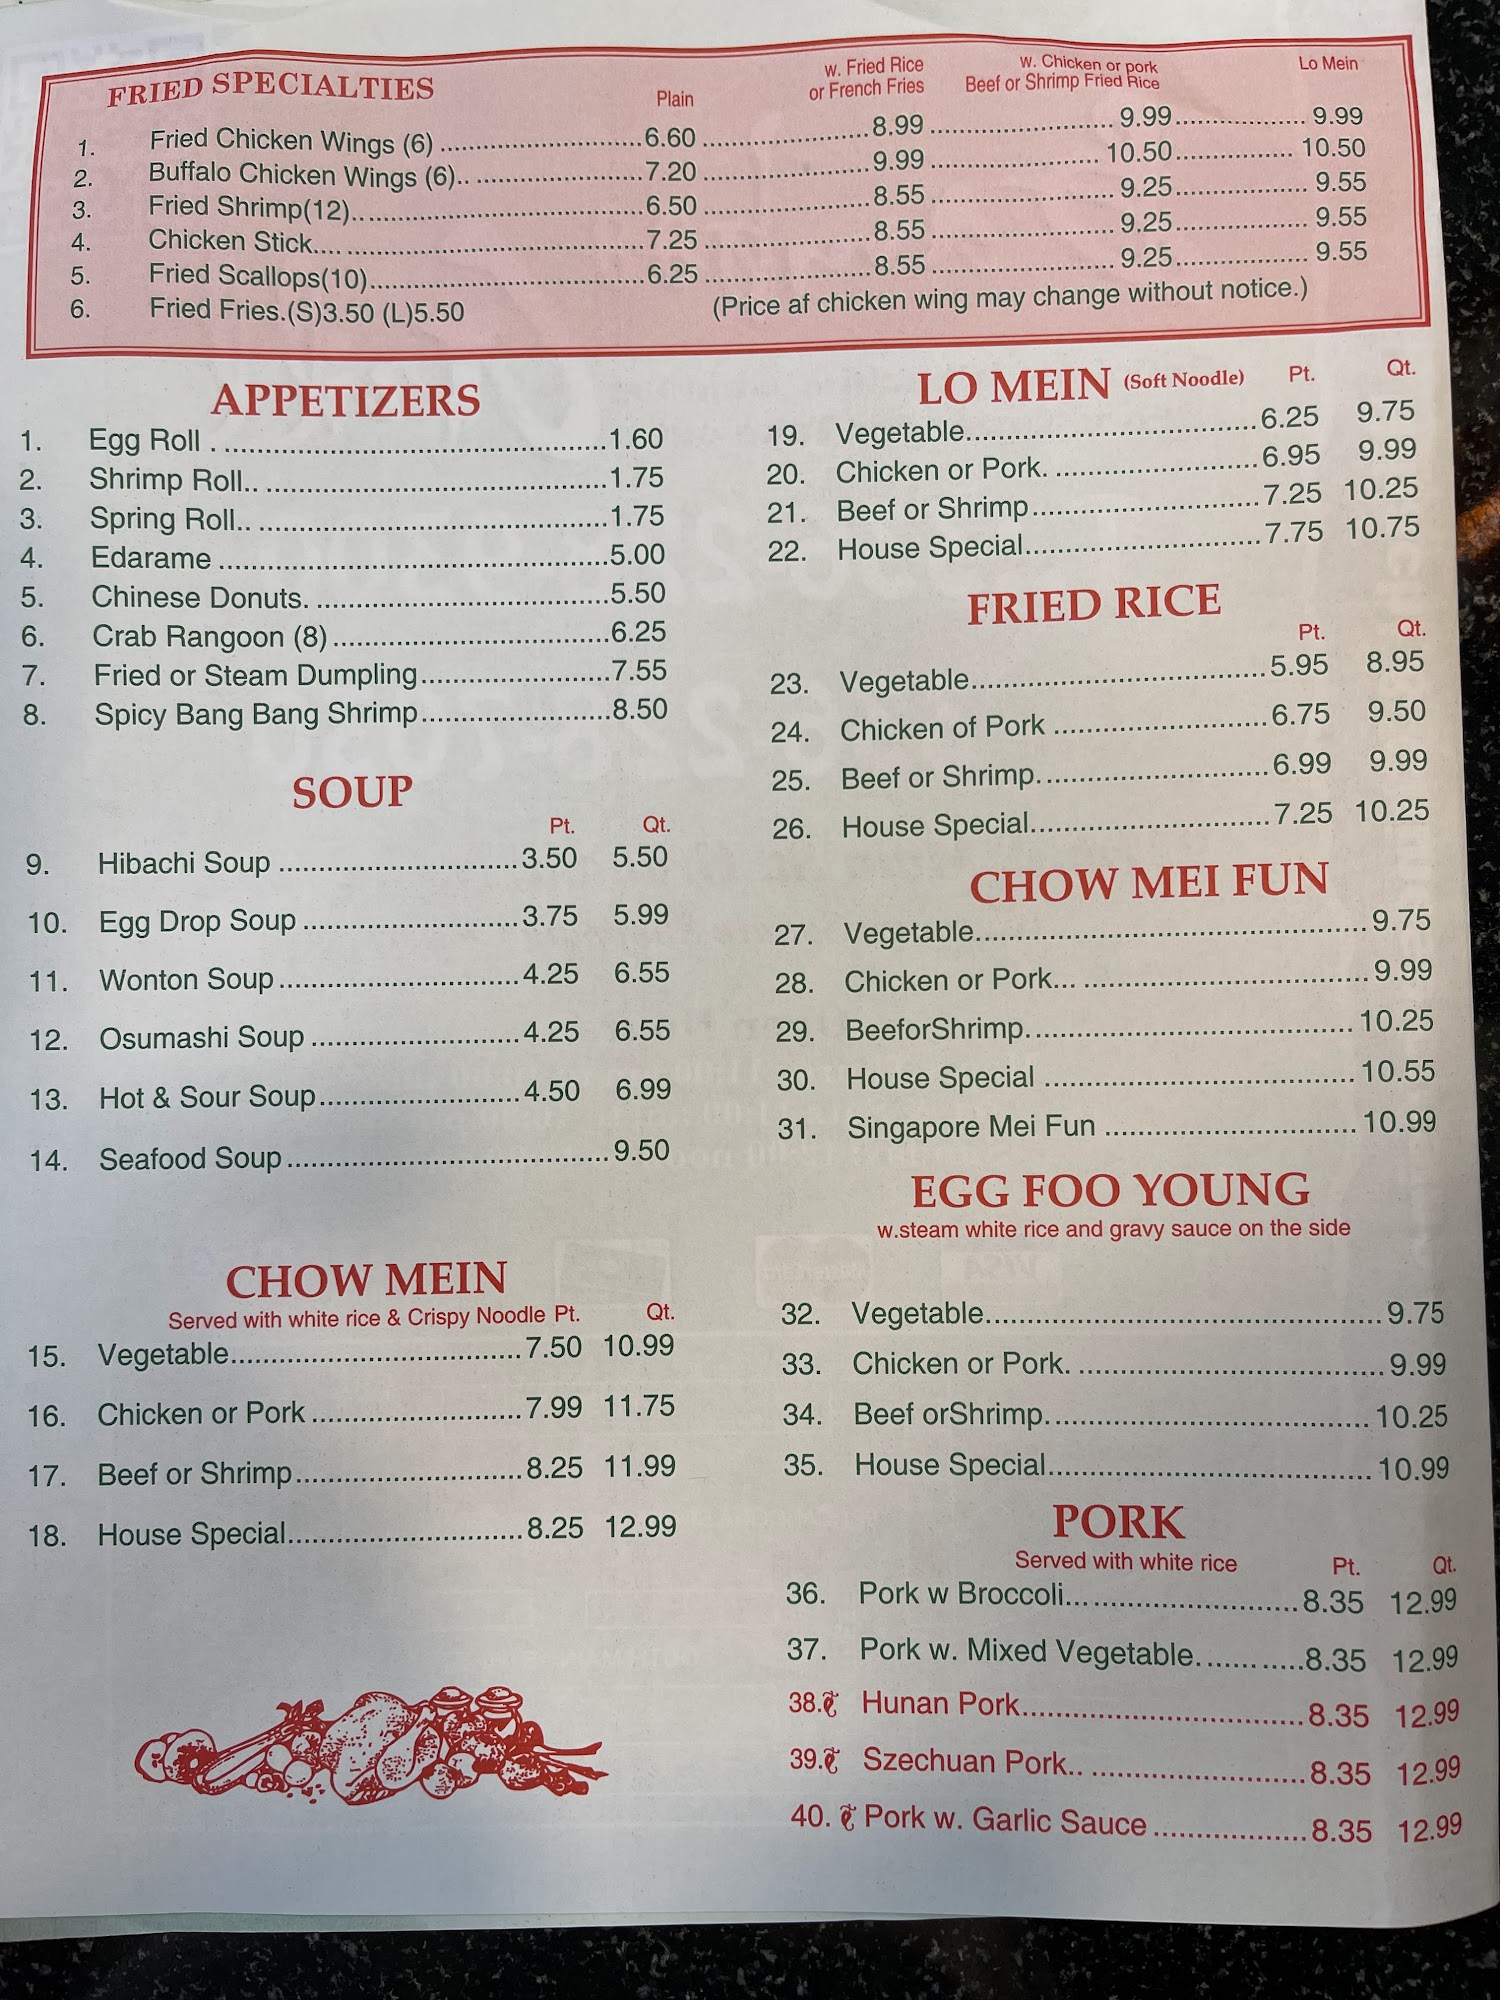 FRIED SPECIALTIES Plain w. Fried Rice or French Fries w. Chicken or pork Beef or Shrimp Fried Rice Lo Mein
1. Fried Chicken Wings (6) 6.60 8.99 9.99 9.99
2. Buffalo Chicken Wings (6).. 7.20 9.99 10.50 10.50
3. Fried Shrimp(12).. 6.50 8.55 9.25 9.55
4. Chicken Stick.... 7.25 8.55 9.25 9.55
5. Fried Scallops(10) 6.25 8.55 9.25 9.55
6. Fried Fries.(S)3.50 (L)5.50 (Price af chicken wing may change without notice.)
APPETIZERS
1. Egg Roll . 1.60
2. Shrimp Roll.. 1.75
3. Spring Roll.. 1.75
4. Edarame 5.00
5. Chinese Donuts. 5.50
6. Crab Rangoon (8) 6.25
7. Fried or Steam Dumpling 7.55
8. Spicy Bang Bang Shrimp 8.50
SOUP
Pt. Qt.
9. Hibachi Soup 3.50 5.50
10. Egg Drop Soup 3.75 5.99
11. Wonton Soup 4.25 6.55
12. Osumashi Soup 4.25 6.55
13. Hot & Sour Soup 4.50 6.99
14. Seafood Soup 9.50
CHOW MEIN
Served with white rice & Crispy Noodle Pt. Qt.
15. Vegetable 7.50 10.99
16. Chicken or Pork 7.99 11.75
17. Beef or Shrimp 8.25 11.99
18. House Special 8.25 12.99
LO MEIN (Soft Noodle) Pt. Qt.
19. Vegetable 6.25 9.75
20. Chicken or Pork. 6.95 9.99
21. Beef or Shrimp 7.25 10.25
22. House Special 7.75 10.75
FRIED RICE
Pt. Qt.
23. Vegetable 5.95 8.95
24. Chicken of Pork 6.75 9.50
25. Beef or Shrimp. 6.99 9.99
26. House Special 7.25 10.25
CHOW MEI FUN
27. Vegetable 9.75
28. Chicken or Pork... 9.99
29. BeeforShrimp. 10.25
30. House Special 10.55
31. Singapore Mei Fun 10.99
EGG FOO YOUNG
w.steam white rice and gravy sauce on the side
32. Vegetable 9.75
33. Chicken or Pork. 9.99
34. Beef orShrimp. 10.25
35. House Special 10.99
PORK
Served with white rice Pt. Qt.
36. Pork w Broccoli... 8.35 12.99
37. Pork w. Mixed Vegetable. 8.35 12.99
38. Hunan Pork 8.35 12.99
39. Szechuan Pork.. 8.35 12.99
40. Pork w. Garlic Sauce 8.35 12.99